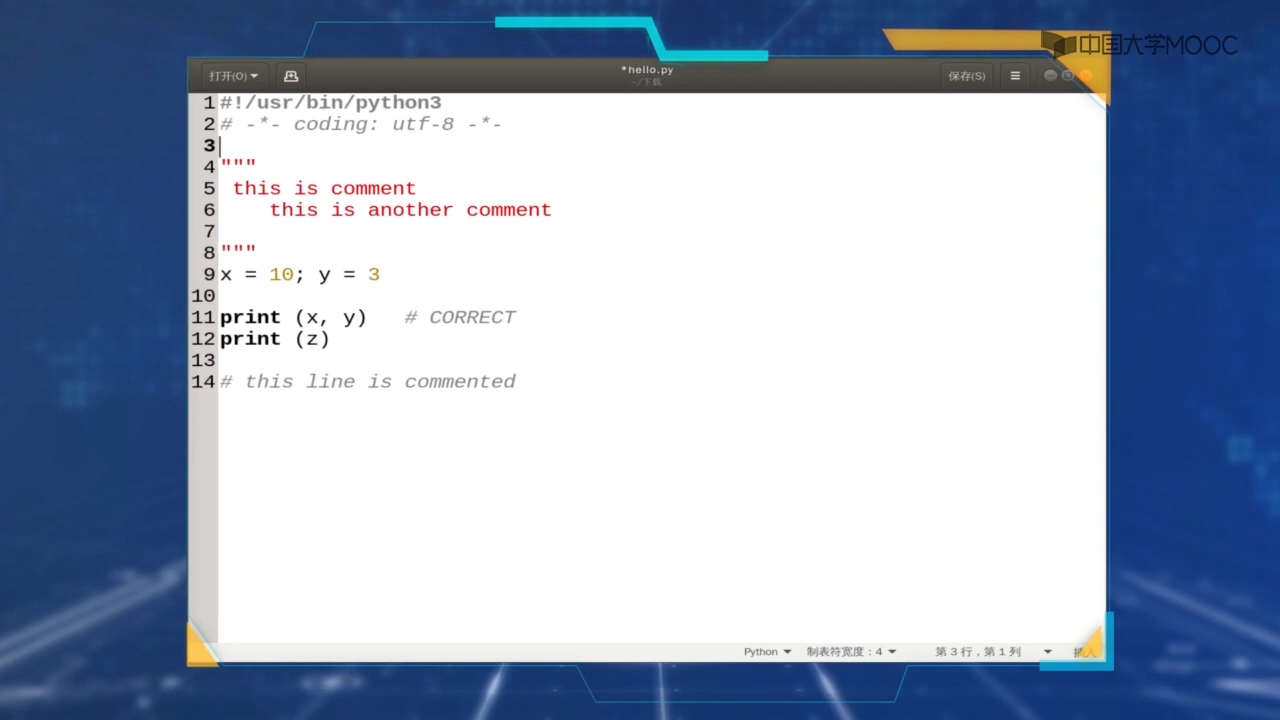 中国大学MOOC
打开(O)
*hello.py
~/下载
保存(S)
1 #!/usr/bin/python3
2 # -*- coding: utf-8 -*-
3
4 """
5  this is comment
6     this is another comment
7
8 """
9 x = 10; y = 3
10
11 print (x, y)   # CORRECT
12 print (z)
13
14 # this line is commented
Python 制表符宽度：4 第 3 行，第 1 列 插入